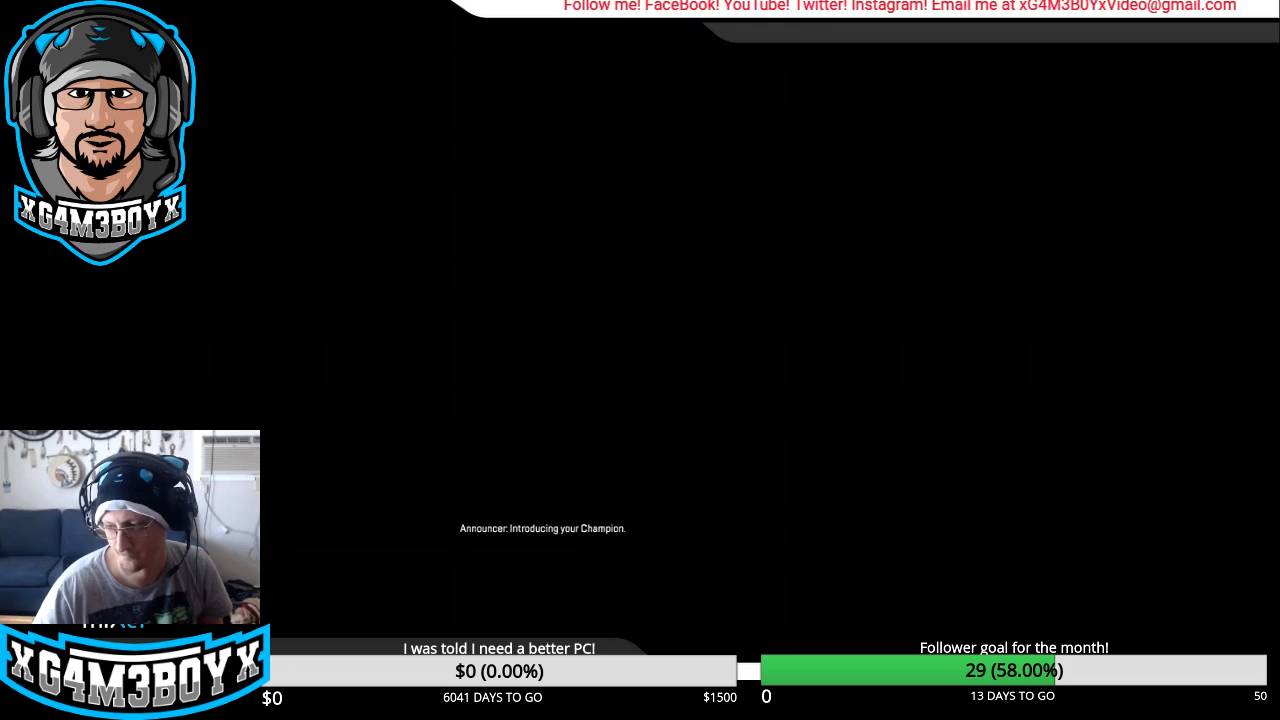 Follow me! FaceBook! YouTube! Twitter! Instagram! Email me at xG4M3B0YxVideo@gmail.com
XG4M3B0YX
Announcer: Introducing your Champion.
XG4M3B0YX
I was told I need a better PC!
$0 (0.00%)
$0
6041 DAYS TO GO
$1500
Follower goal for the month!
29 (58.00%)
0
13 DAYS TO GO
50